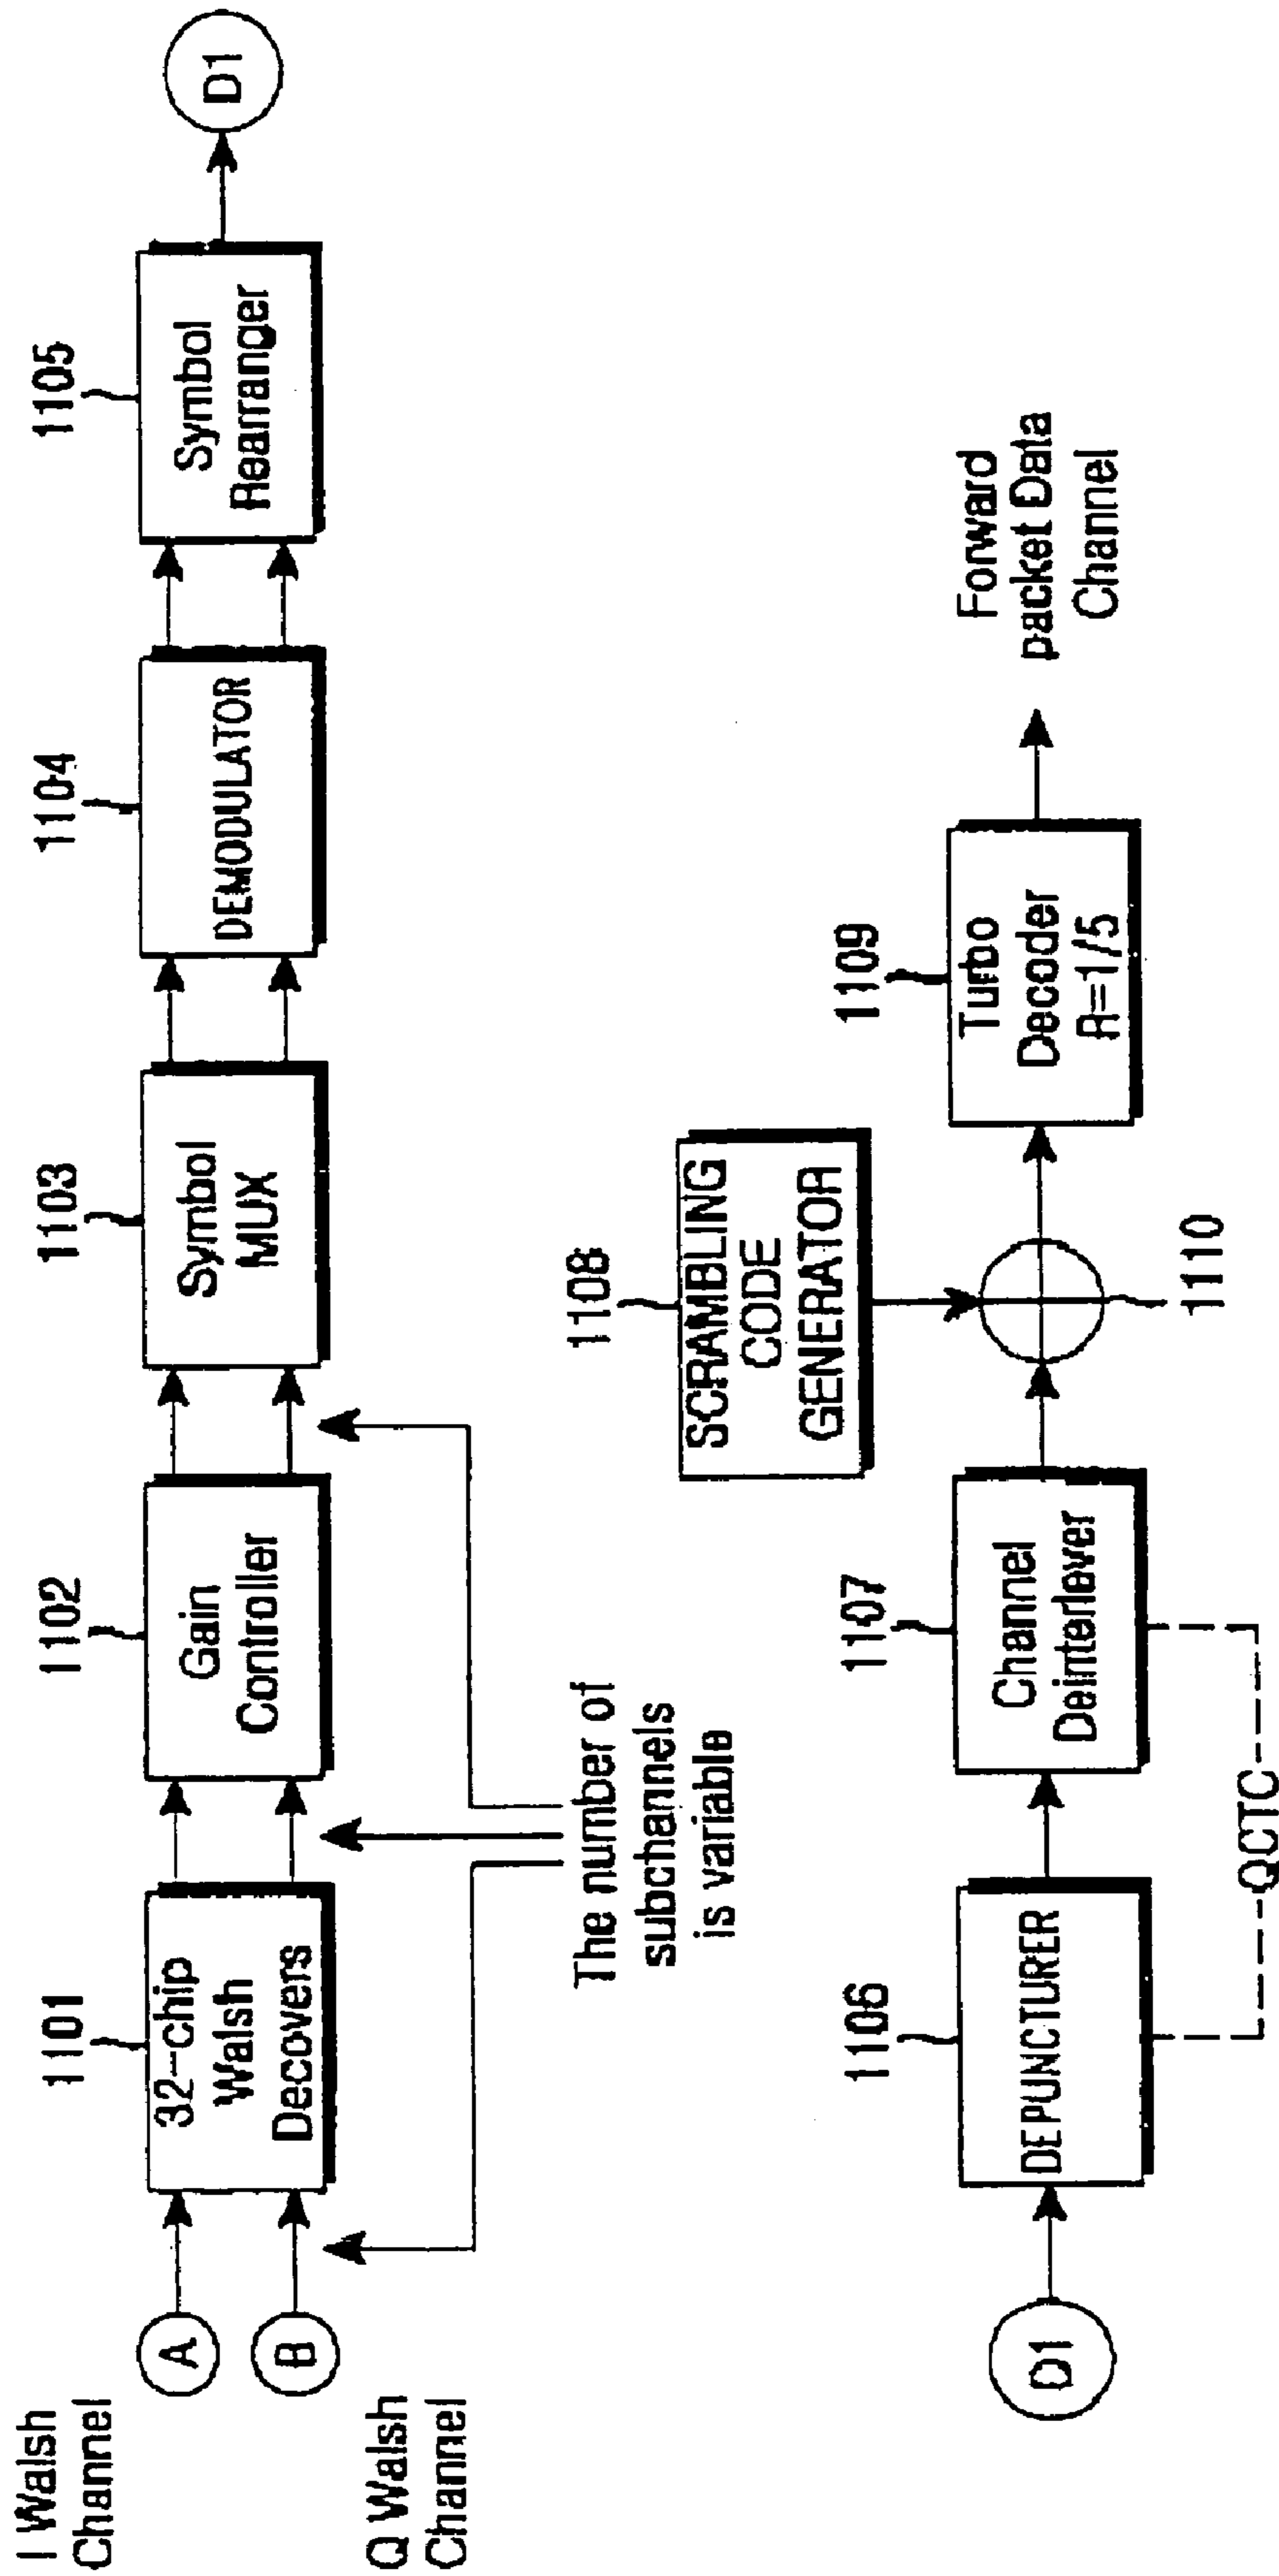 I Walsh
Channel
A
B
Q Walsh
Channel
1101
32-chip
Walsh
Decovers
1102
Gain
Controller
1103
Symbol
MUX
1104
DEMODULATOR
1105
Symbol
Rearranger
D1
The number of
subchannels
is variable
D1
1106
DEPUNCTURER
QCTC
1107
Channel
Deinterlever
1108
SCRAMBLING
CODE
GENERATOR
1110
1109
Turbo
Decoder
R=1/5
Forward
packet Data
Channel